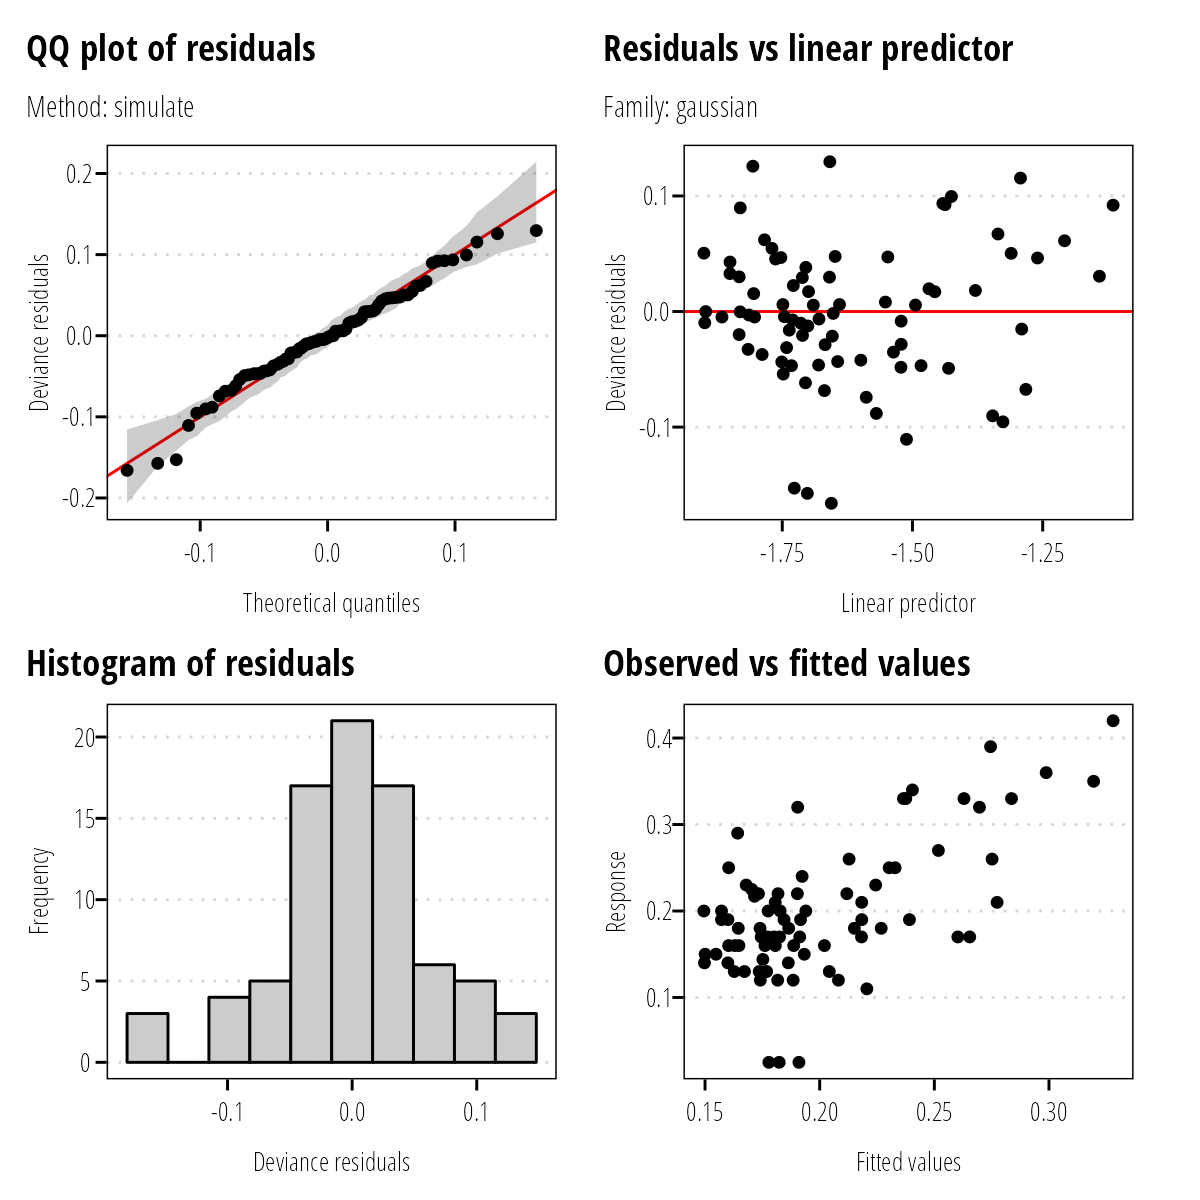 QQ plot of residuals
Method: simulate
0.2
0.1
0.0
-0.1
-0.2
Deviance residuals
-0.1 0.0 0.1
Theoretical quantiles
Residuals vs linear predictor
Family: gaussian
0.1
0.0
-0.1
Deviance residuals
-1.75 -1.50 -1.25
Linear predictor
Histogram of residuals
20
15
10
5
0
Frequency
-0.1 0.0 0.1
Deviance residuals
Observed vs fitted values
0.4
0.3
0.2
0.1
Response
0.15 0.20 0.25 0.30
Fitted values